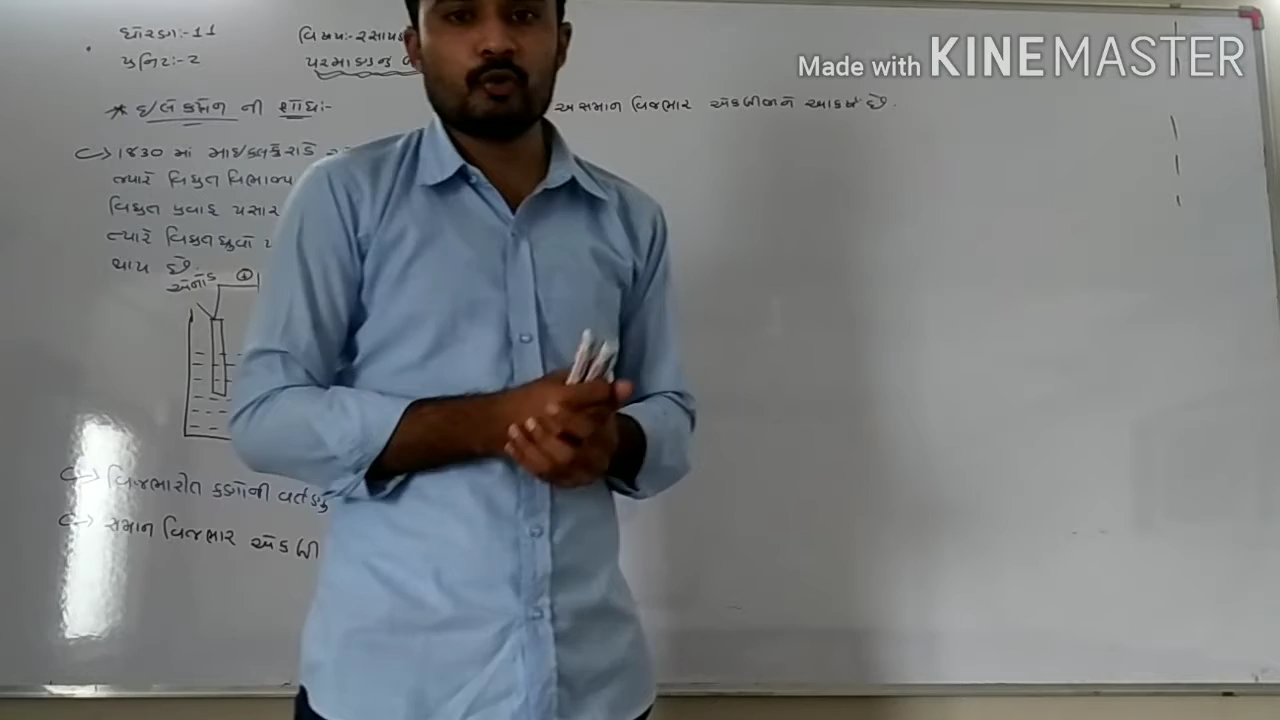 Made with KINEMASTER
ધોરણ:-11
વિષય:-રસાય
યુનિટ:-2
પરમાણુનું
* ઇલેક્ટ્રોન ની શોધ:-
અસમાન વિજભાર એકબીજાને આકર્ષે છે.
1830 માં માઇકલ ફેરાડે
જ્યારે વિદ્યુત વિભાજ્ય
વિદ્યુત પ્રવાહ પસાર
ત્યારે વિદ્યુતધ્રુવો
થાય છે.
એનોડ
વિજભારીત કણોની વર્તણુક
સમાન વિજભાર એકબી